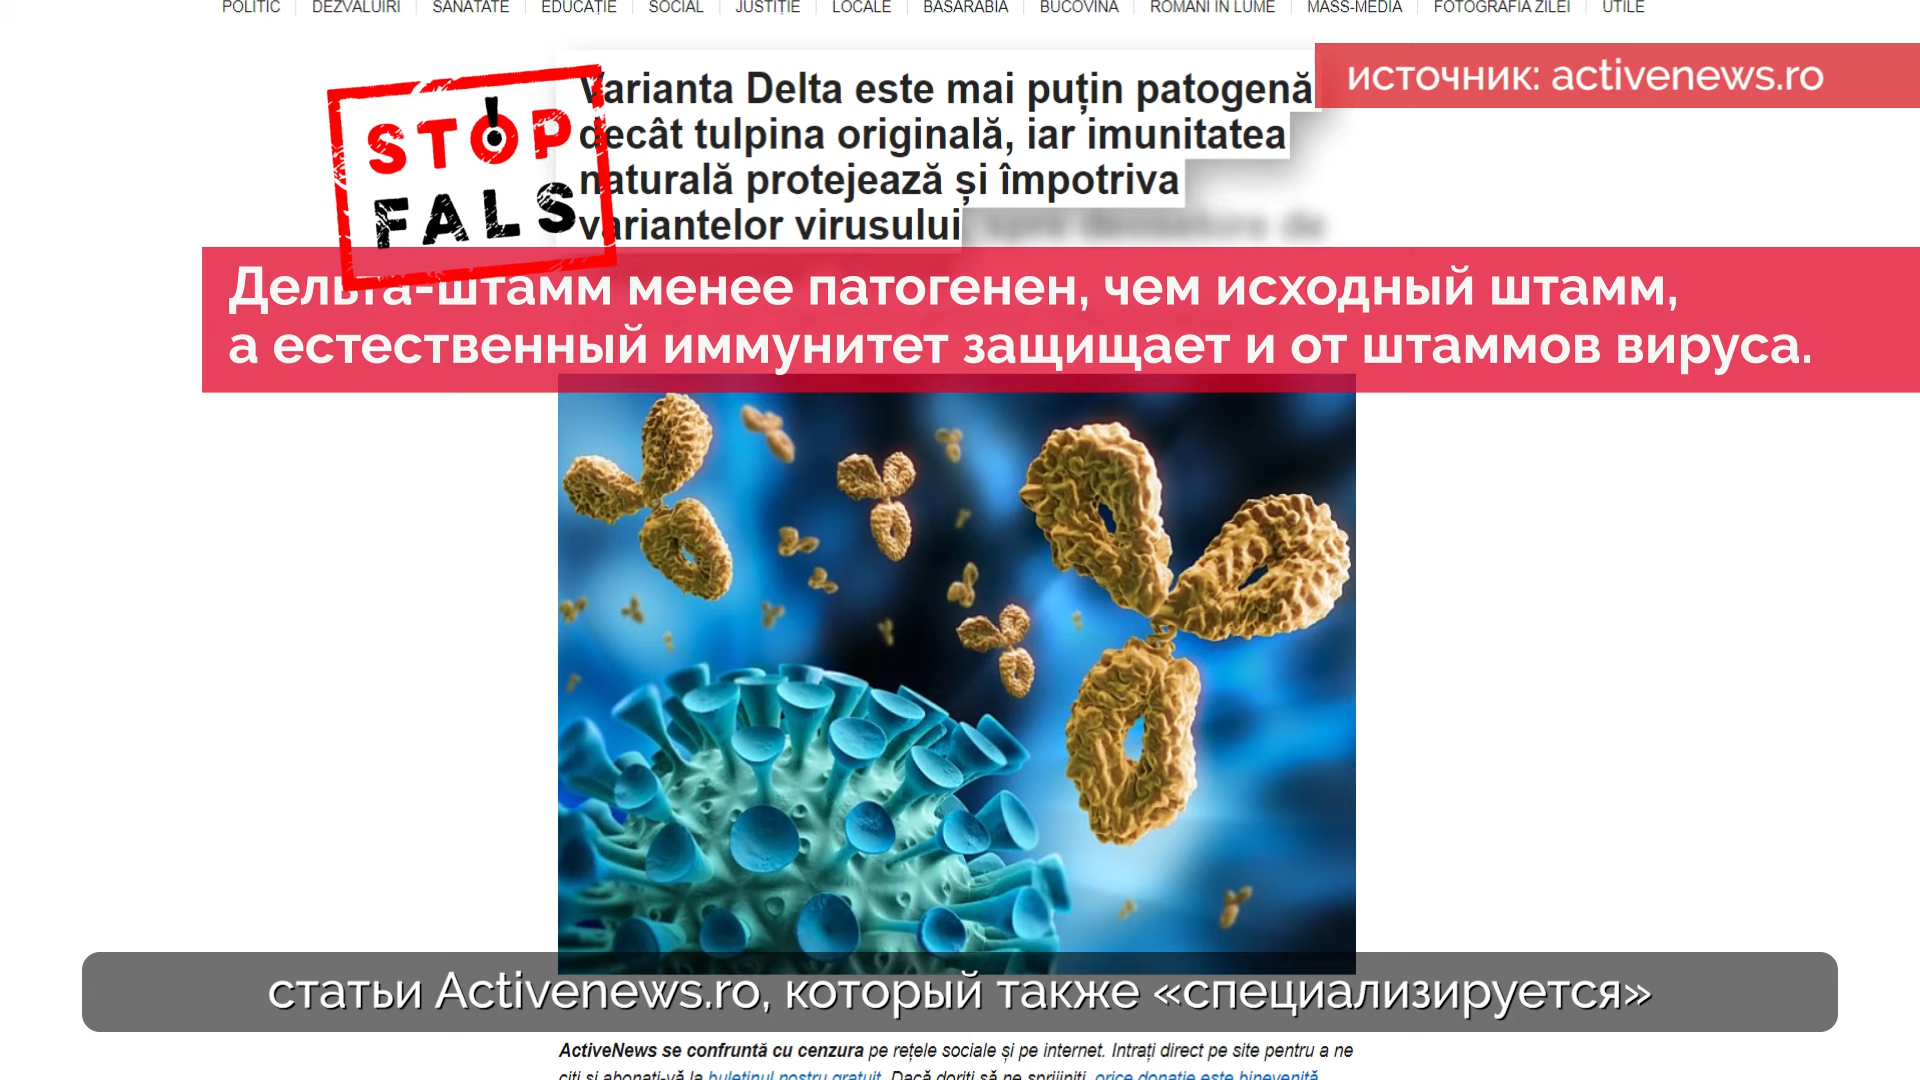 POLITIC DEZVALUIRI SANATATE EDUCAȚIE SOCIAL JUSTIȚIE LOCALE BASARABIA BUCOVINA ROMANI IN LUME MASS-MEDIA FOTOGRAFIA ZILEI UTILE
источник: activenews.ro
STOP
FALS
Varianta Delta este mai puțin patogenă
decât tulpina originală, iar imunitatea
naturală protejează și împotriva
variantelor virusului
Дельта-штамм менее патогенен, чем исходный штамм,
а естественный иммунитет защищает и от штаммов вируса.
статьи Activenews.ro, который также «специализируется»
ActiveNews se confruntă cu cenzura pe rețele sociale și pe internet. Intrați direct pe site pentru a ne
citi și abonați-vă la buletinul nostru gratuit. Dacă doriți să ne sprijiniți, orice donație este binevenită